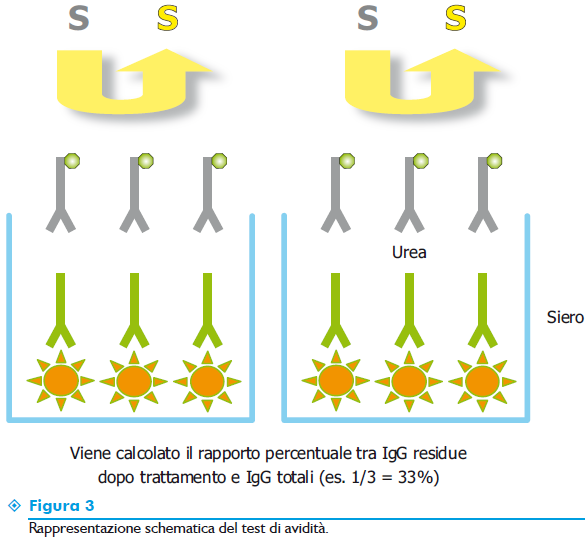 S S S S
Urea
Siero
Viene calcolato il rapporto percentuale tra IgG residue
dopo trattamento e IgG totali (es. 1/3 = 33%)
Figura 3
Rappresentazione schematica del test di avidità.